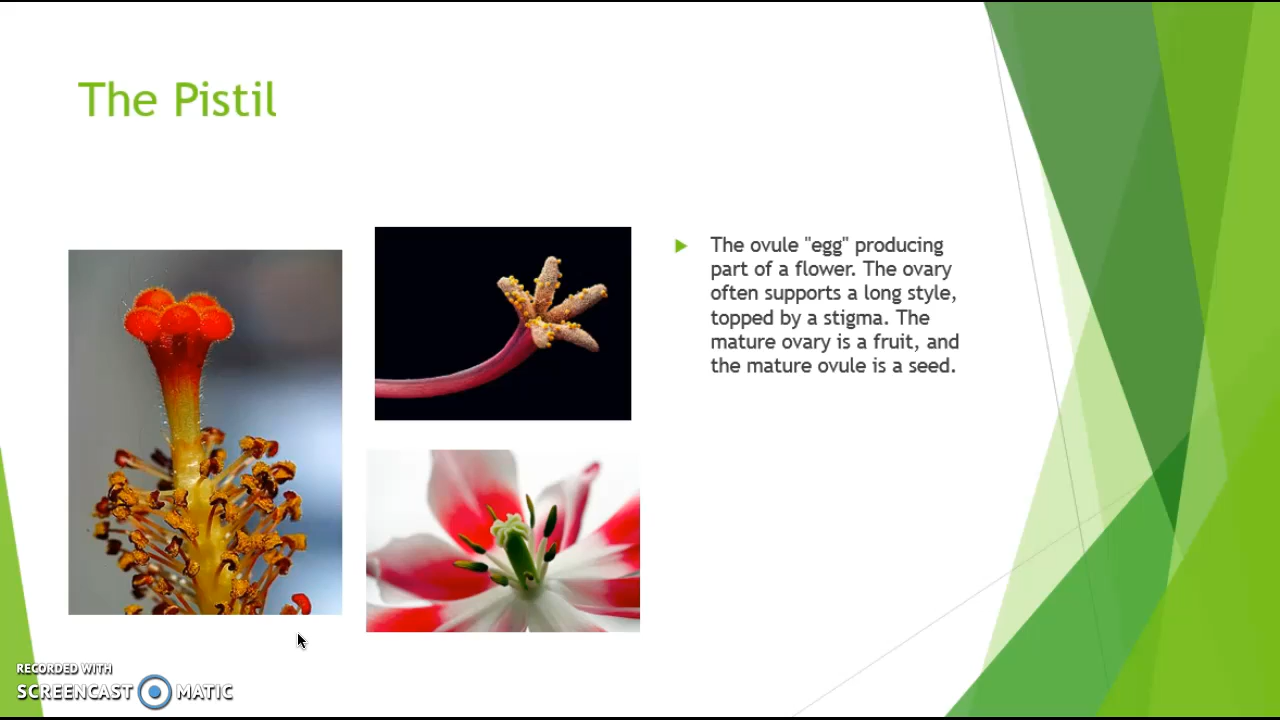 The Pistil
The ovule "egg" producing
part of a flower. The ovary
often supports a long style,
topped by a stigma. The
mature ovary is a fruit, and
the mature ovule is a seed.
RECORDED WITH
SCREENCAST MATIC